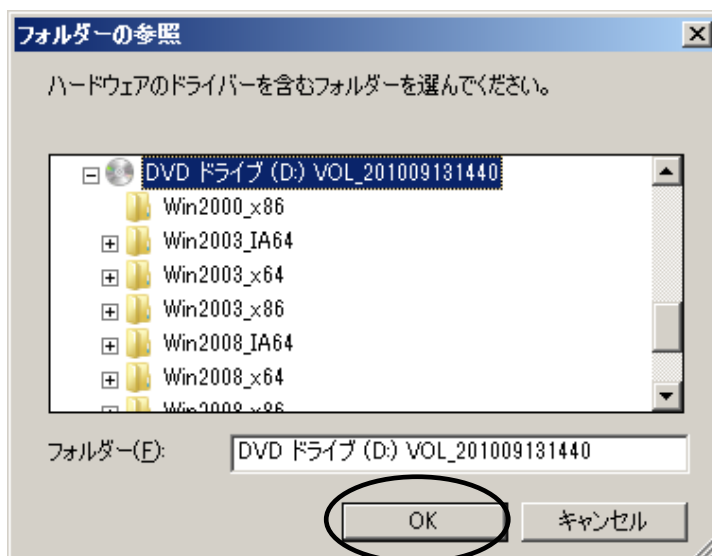 フォルダーの参照
ハードウェアのドライバーを含むフォルダーを選んでください。
DVD ドライブ (D:) VOL_201009131440
Win2000_x86
Win2003_IA64
Win2003_x64
Win2003_x86
Win2008_IA64
Win2008_x64
Win2008_x86
フォルダー(F): DVD ドライブ (D:) VOL_201009131440
OK キャンセル